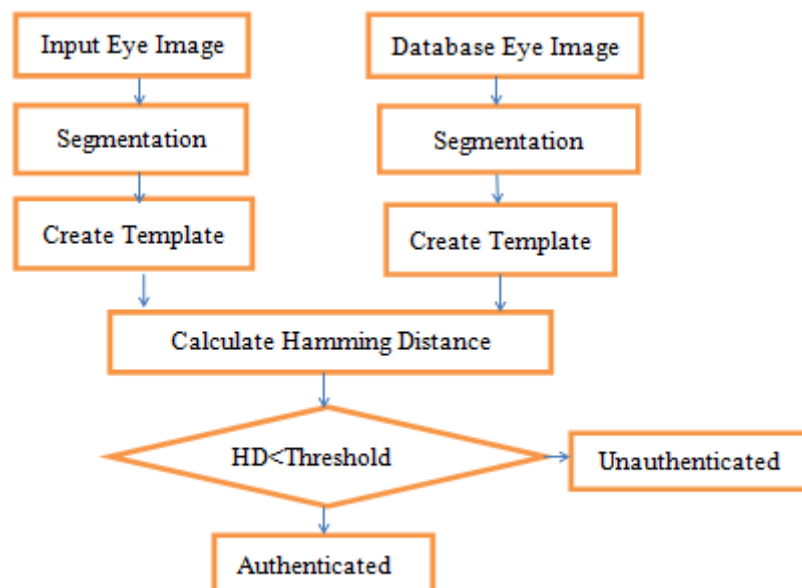 Input Eye Image
Database Eye Image
Segmentation
Segmentation
Create Template
Create Template
Calculate Hamming Distance
HD<Threshold
Unauthenticated
Authenticated